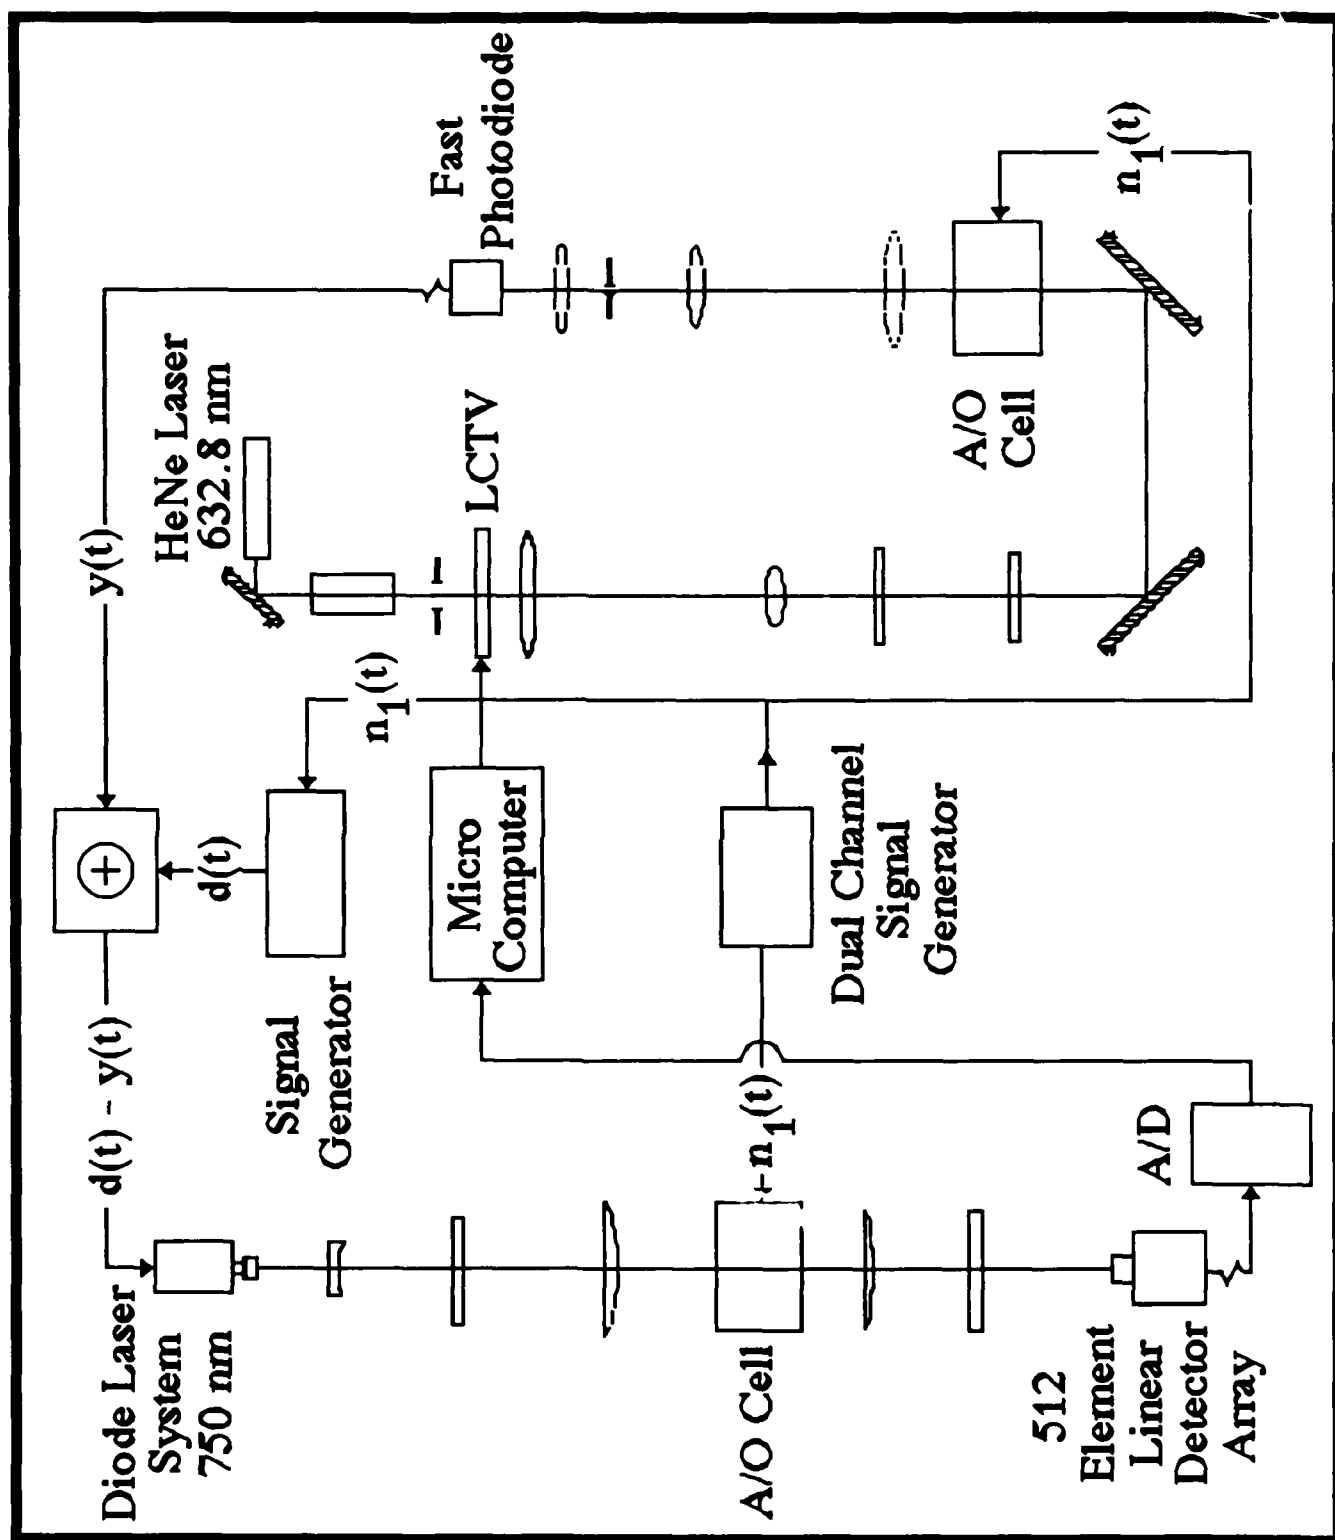 Diode Laser
System
750 nm
d(t) - y(t)
y(t)
HeNe Laser
632.8 nm
Fast
Photodiode
Signal
Generator
d(t)
n1(t)
Micro
Computer
LCTV
A/O Cell
n1(t)
Dual Channel
Signal
Generator
A/O
Cell
n1(t)
512
Element
Linear
Detector
Array
A/D